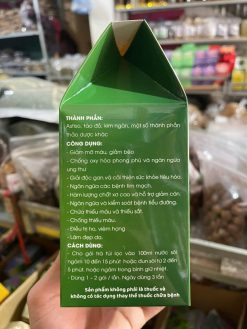 THÀNH PHẦN:
Atiso, táo đỏ, kim ngân, một số thành phần
thảo dược khác
CÔNG DỤNG:
- Giảm mỡ máu, giảm béo
- Chống oxy hóa phong phú và ngăn ngừa
ung thư
- Giải độc gan và cải thiện sức khỏe tiêu hóa.
- Ngăn ngừa các bệnh tim mạch.
- Hàm lượng chất xơ cao và hỗ trợ giảm cân.
- Ngăn ngừa và kiểm soát bệnh tiểu đường.
- Chữa thiếu máu và thiếu sắt.
- Chống thiếu máu.
- Điều trị ho, viêm họng
- Làm đẹp da.
CÁCH DÙNG:
- Cho gói trà túi lọc vào 100ml nước sôi
ngâm 10 đến 15 phút hoặc đun sôi từ 2 đến
5 phút hoặc ngâm trong bình giữ nhiệt
- Dùng 1 - 2 gói / lần. Ngày dùng 3 lần
Sản phẩm không phải là thuốc và
không có tác dụng thay thế thuốc chữa bệnh